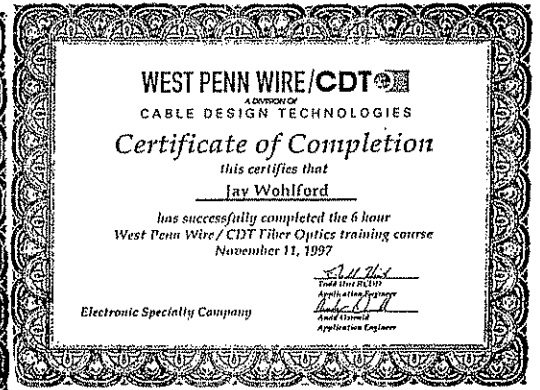 WEST PENN WIRE/CDT
A DIVISION OF
CABLE DESIGN TECHNOLOGIES
Certificate of Completion
this certifies that
Jay Wohlford
has successfully completed the 6 hour
West Penn Wire / CDT Fiber Optics training course
November 11, 1997
Todd RCDD
Application Engineer
Electronic Specialty Company
Application Engineer